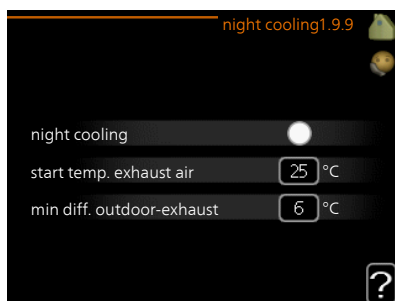 night cooling1.9.9
night cooling
start temp. exhaust air 25 °C
min diff. outdoor-exhaust 6 °C
?